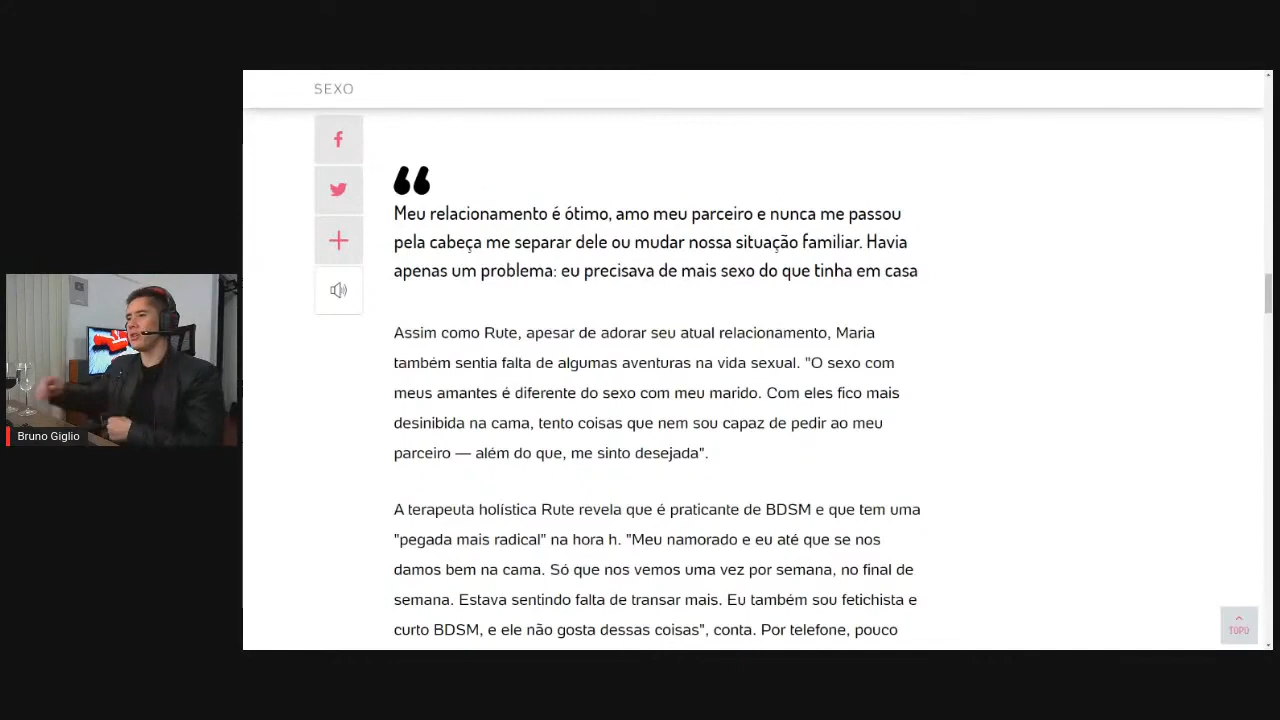 SEXO
Meu relacionamento é ótimo, amo meu parceiro e nunca me passou
pela cabeça me separar dele ou mudar nossa situação familiar. Havia
apenas um problema: eu precisava de mais sexo do que tinha em casa
Assim como Rute, apesar de adorar seu atual relacionamento, Maria
também sentia falta de algumas aventuras na vida sexual. "O sexo com
meus amantes é diferente do sexo com meu marido. Com eles fico mais
desinibida na cama, tento coisas que nem sou capaz de pedir ao meu
parceiro — além do que, me sinto desejada".
A terapeuta holística Rute revela que é praticante de BDSM e que tem uma
"pegada mais radical" na hora h. "Meu namorado e eu até que se nos
damos bem na cama. Só que nos vemos uma vez por semana, no final de
semana. Estava sentindo falta de transar mais. Eu também sou fetichista e
curto BDSM, e ele não gosta dessas coisas", conta. Por telefone, pouco
TOPO
Bruno Giglio